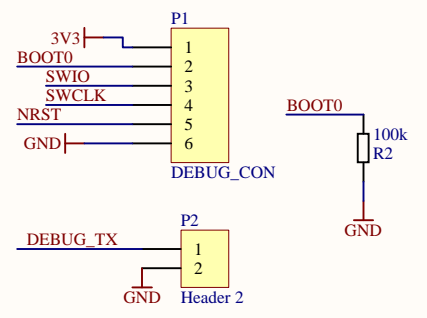 P1
3V3
1
BOOT0
2
SWIO
3
SWCLK
4
NRST
5
GND
6
DEBUG_CON
BOOT0
100k
R2
GND
P2
DEBUG_TX
1
2
GND
Header 2